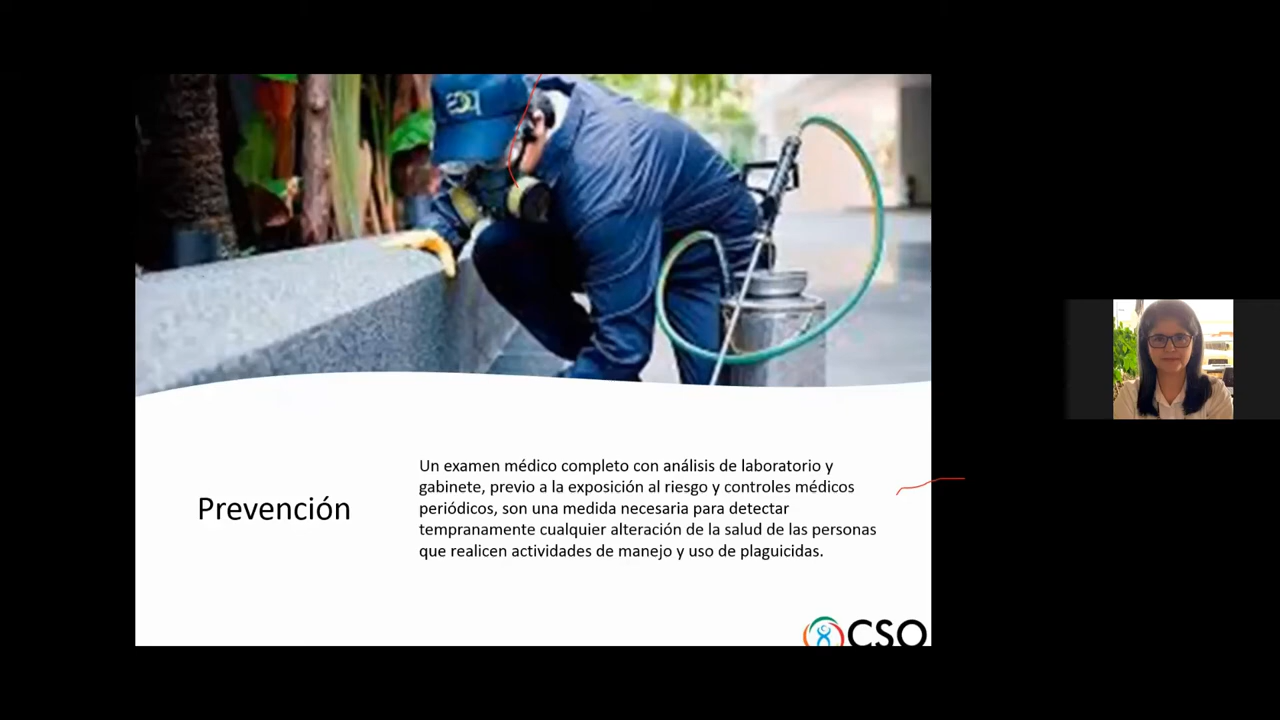 Prevención
Un examen médico completo con análisis de laboratorio y
gabinete, previo a la exposición al riesgo y controles médicos
periódicos, son una medida necesaria para detectar
tempranamente cualquier alteración de la salud de las personas
que realicen actividades de manejo y uso de plaguicidas.
CSO